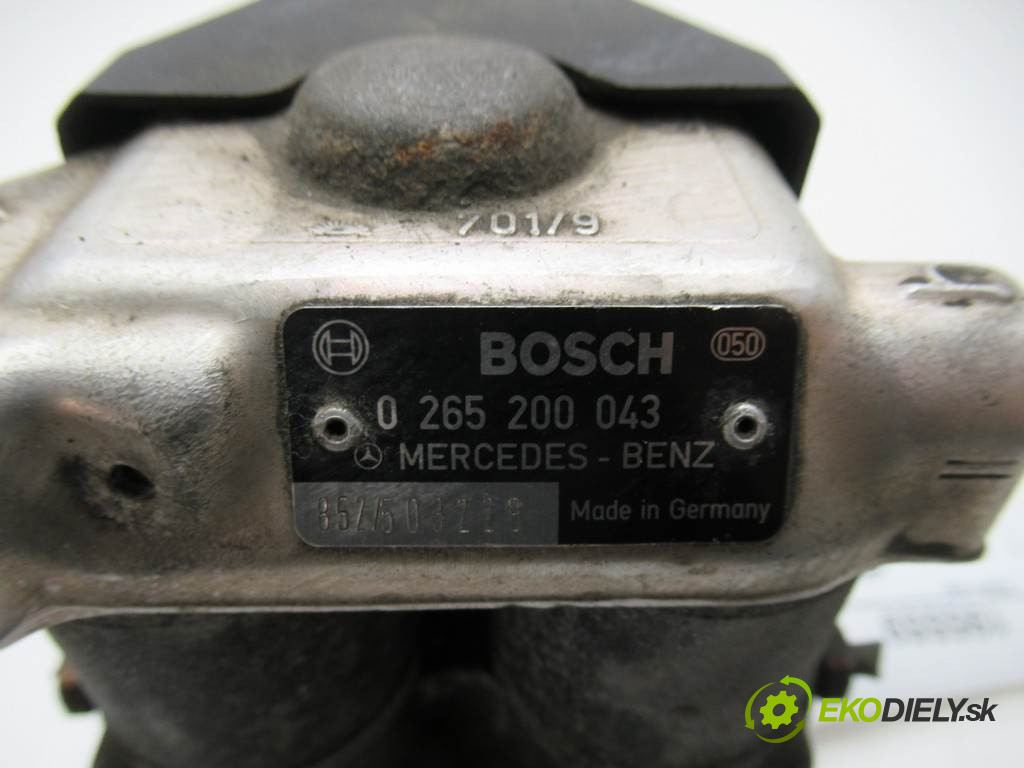 701/9
BOSCH 050
0 265 200 043
MERCEDES - BENZ
Made in Germany
EKODIELY.sk